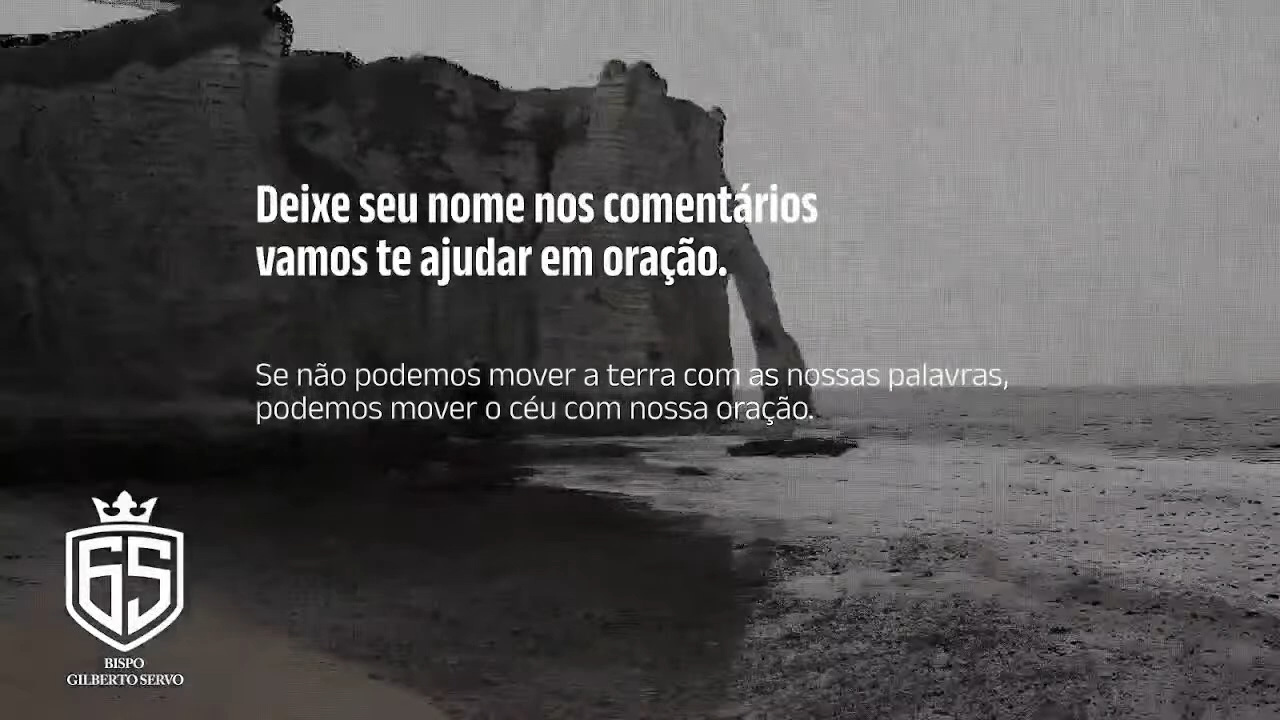 Deixe seu nome nos comentários
vamos te ajudar em oração.
Se não podemos mover a terra com as nossas palavras,
podemos mover o céu com nossa oração.
GS
BISPO
GILBERTO SERVO